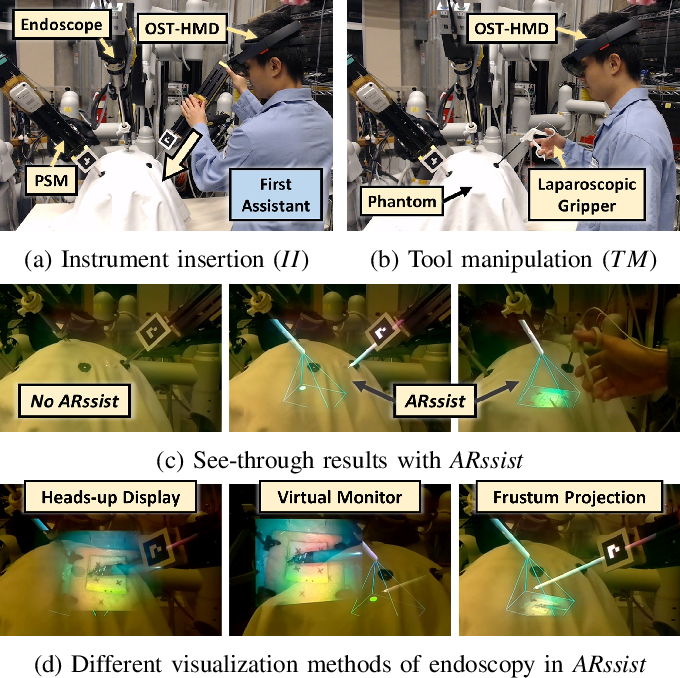 Endoscope
OST-HMD
PSM
First
Assistant
OST-HMD
Phantom
Laparoscopic
Gripper
(a) Instrument insertion (II)
(b) Tool manipulation (TM)
No ARssist
ARssist
(c) See-through results with ARssist
Heads-up Display
Virtual Monitor
Frustum Projection
(d) Different visualization methods of endoscopy in ARssist